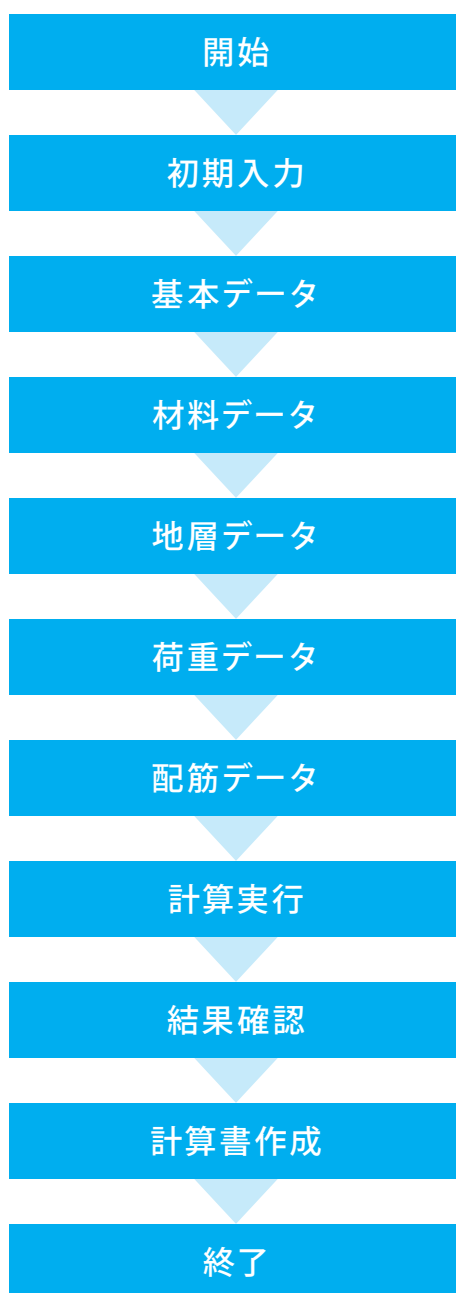 開始
初期入力
基本データ
材料データ
地層データ
荷重データ
配筋データ
計算実行
結果確認
計算書作成
終了